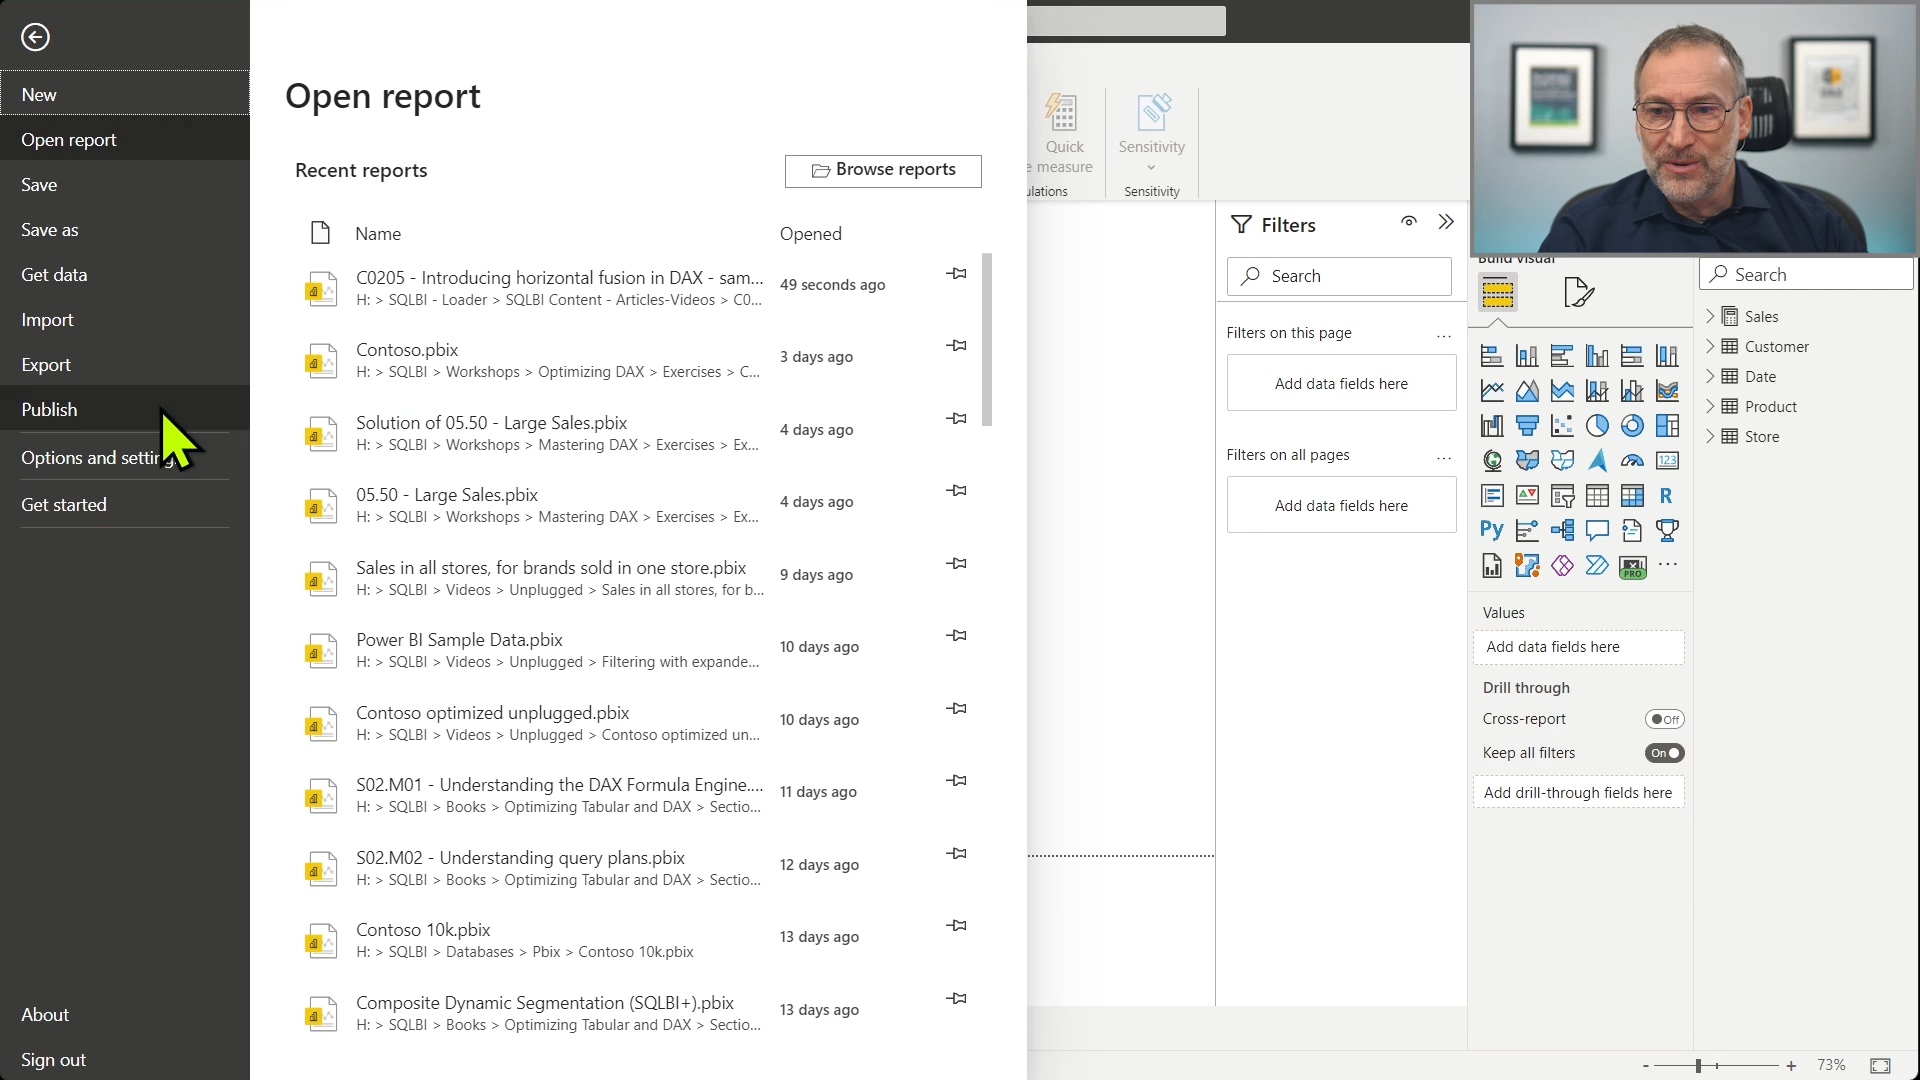 New
Open report
Save
Save as
Get data
Import
Export
Publish
Options and setting
Get started
About
Sign out
Open report
Recent reports
Browse reports
Name
Opened
C0205 - Introducing horizontal fusion in DAX - sam...
H: > SQLBI - Loader > SQLBI Content - Articles-Videos > C0...
49 seconds ago
Contoso.pbix
H: > SQLBI > Workshops > Optimizing DAX > Exercises > C...
3 days ago
Solution of 05.50 - Large Sales.pbix
H: > SQLBI > Workshops > Mastering DAX > Exercises > Ex...
4 days ago
05.50 - Large Sales.pbix
H: > SQLBI > Workshops > Mastering DAX > Exercises > Ex...
4 days ago
Sales in all stores, for brands sold in one store.pbix
H: > SQLBI > Videos > Unplugged > Sales in all stores, for b...
9 days ago
Power BI Sample Data.pbix
H: > SQLBI > Videos > Unplugged > Filtering with expande...
10 days ago
Contoso optimized unplugged.pbix
H: > SQLBI > Videos > Unplugged > Contoso optimized un...
10 days ago
S02.M01 - Understanding the DAX Formula Engine....
H: > SQLBI > Books > Optimizing Tabular and DAX > Sectio...
11 days ago
S02.M02 - Understanding query plans.pbix
H: > SQLBI > Books > Optimizing Tabular and DAX > Sectio...
12 days ago
Contoso 10k.pbix
H: > SQLBI > Databases > Pbix > Contoso 10k.pbix
13 days ago
Composite Dynamic Segmentation (SQLBI+).pbix
H: > SQLBI > Books > Optimizing Tabular and DAX > Sectio...
13 days ago
Quick
e measure
ulations
Sensitivity
Sensitivity
Filters
Search
Filters on this page
...
Add data fields here
Filters on all pages
...
Add data fields here
Build visual
123
R
Py
PRO
...
Values
Add data fields here
Drill through
Cross-report
Off
Keep all filters
On
Add drill-through fields here
Search
Sales
Customer
Date
Product
Store
- +
73%